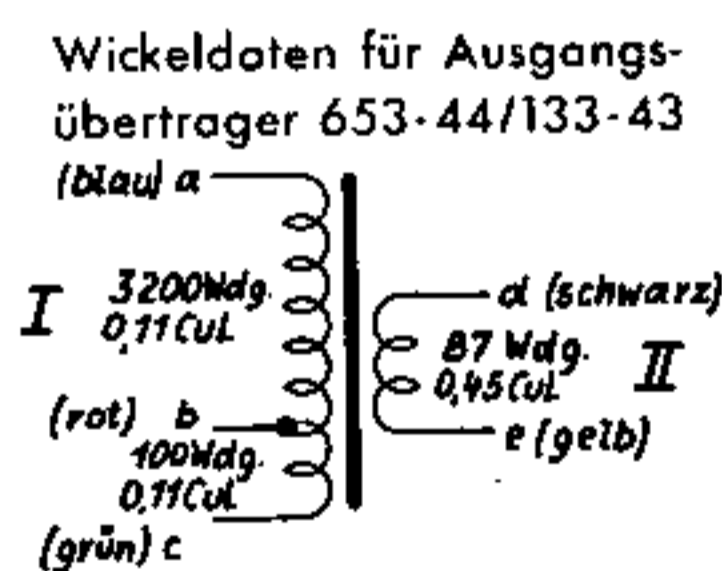 Wickeldaten für Ausgangs-
übertrager 653-44/133-43
(blau) a
I
3200Wdg.
0,11CuL
(rot) b
100Wdg.
0,11CuL
(grün) c
d (schwarz)
87 Wdg.
0,45CuL
II
e (gelb)